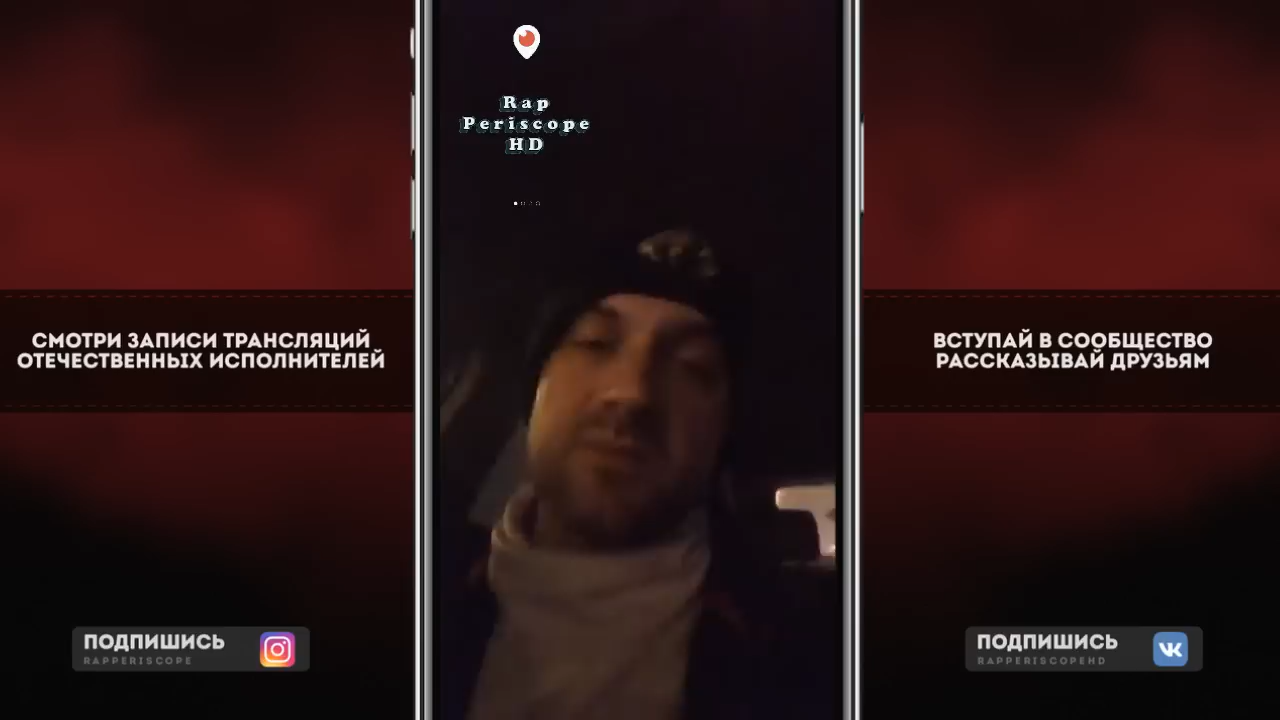 Rap
Periscope
HD
СМОТРИ ЗАПИСИ ТРАНСЛЯЦИЙ
ОТЕЧЕСТВЕННЫХ ИСПОЛНИТЕЛЕЙ
ВСТУПАЙ В СООБЩЕСТВО
РАССКАЗЫВАЙ ДРУЗЬЯМ
ПОДПИШИСЬ
RAPPERISCOPE
ПОДПИШИСЬ
RAPPERISCOPEHD